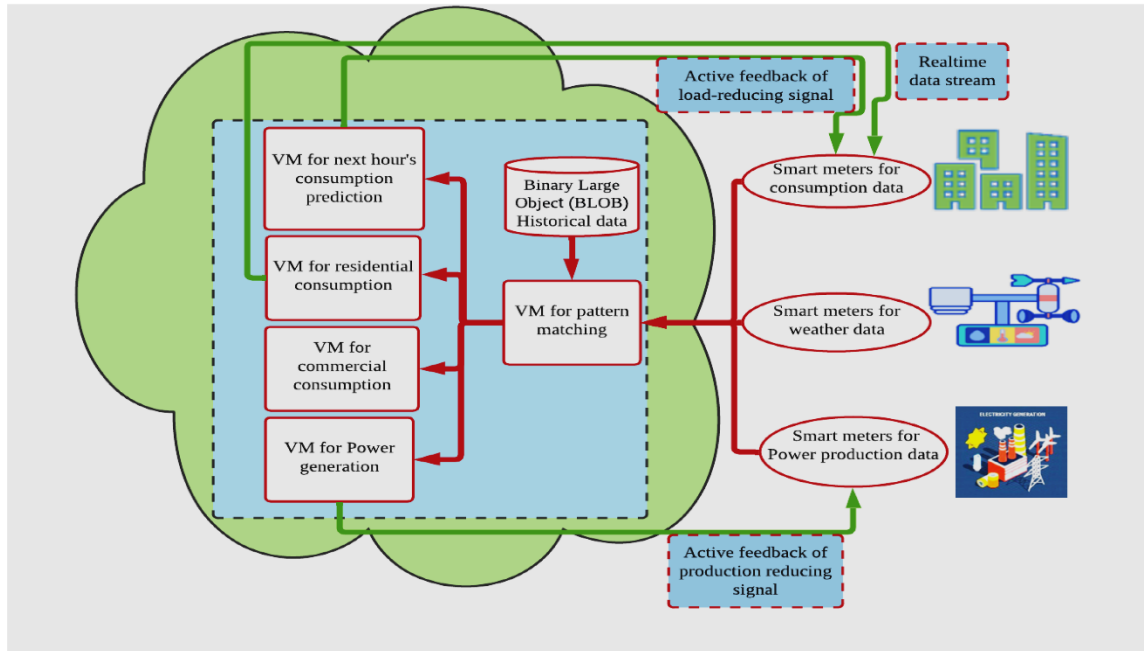 Active feedback of
load-reducing signal
Realtime
data stream
VM for next hour's
consumption
prediction
Binary Large
Object (BLOB)
Historical data
Smart meters for
consumption data
VM for residential
consumption
VM for pattern
matching
Smart meters for
weather data
VM for
commercial
consumption
VM for Power
generation
Smart meters for
Power production data
ELECTRICITY GENERATION
Active feedback of
production reducing
signal